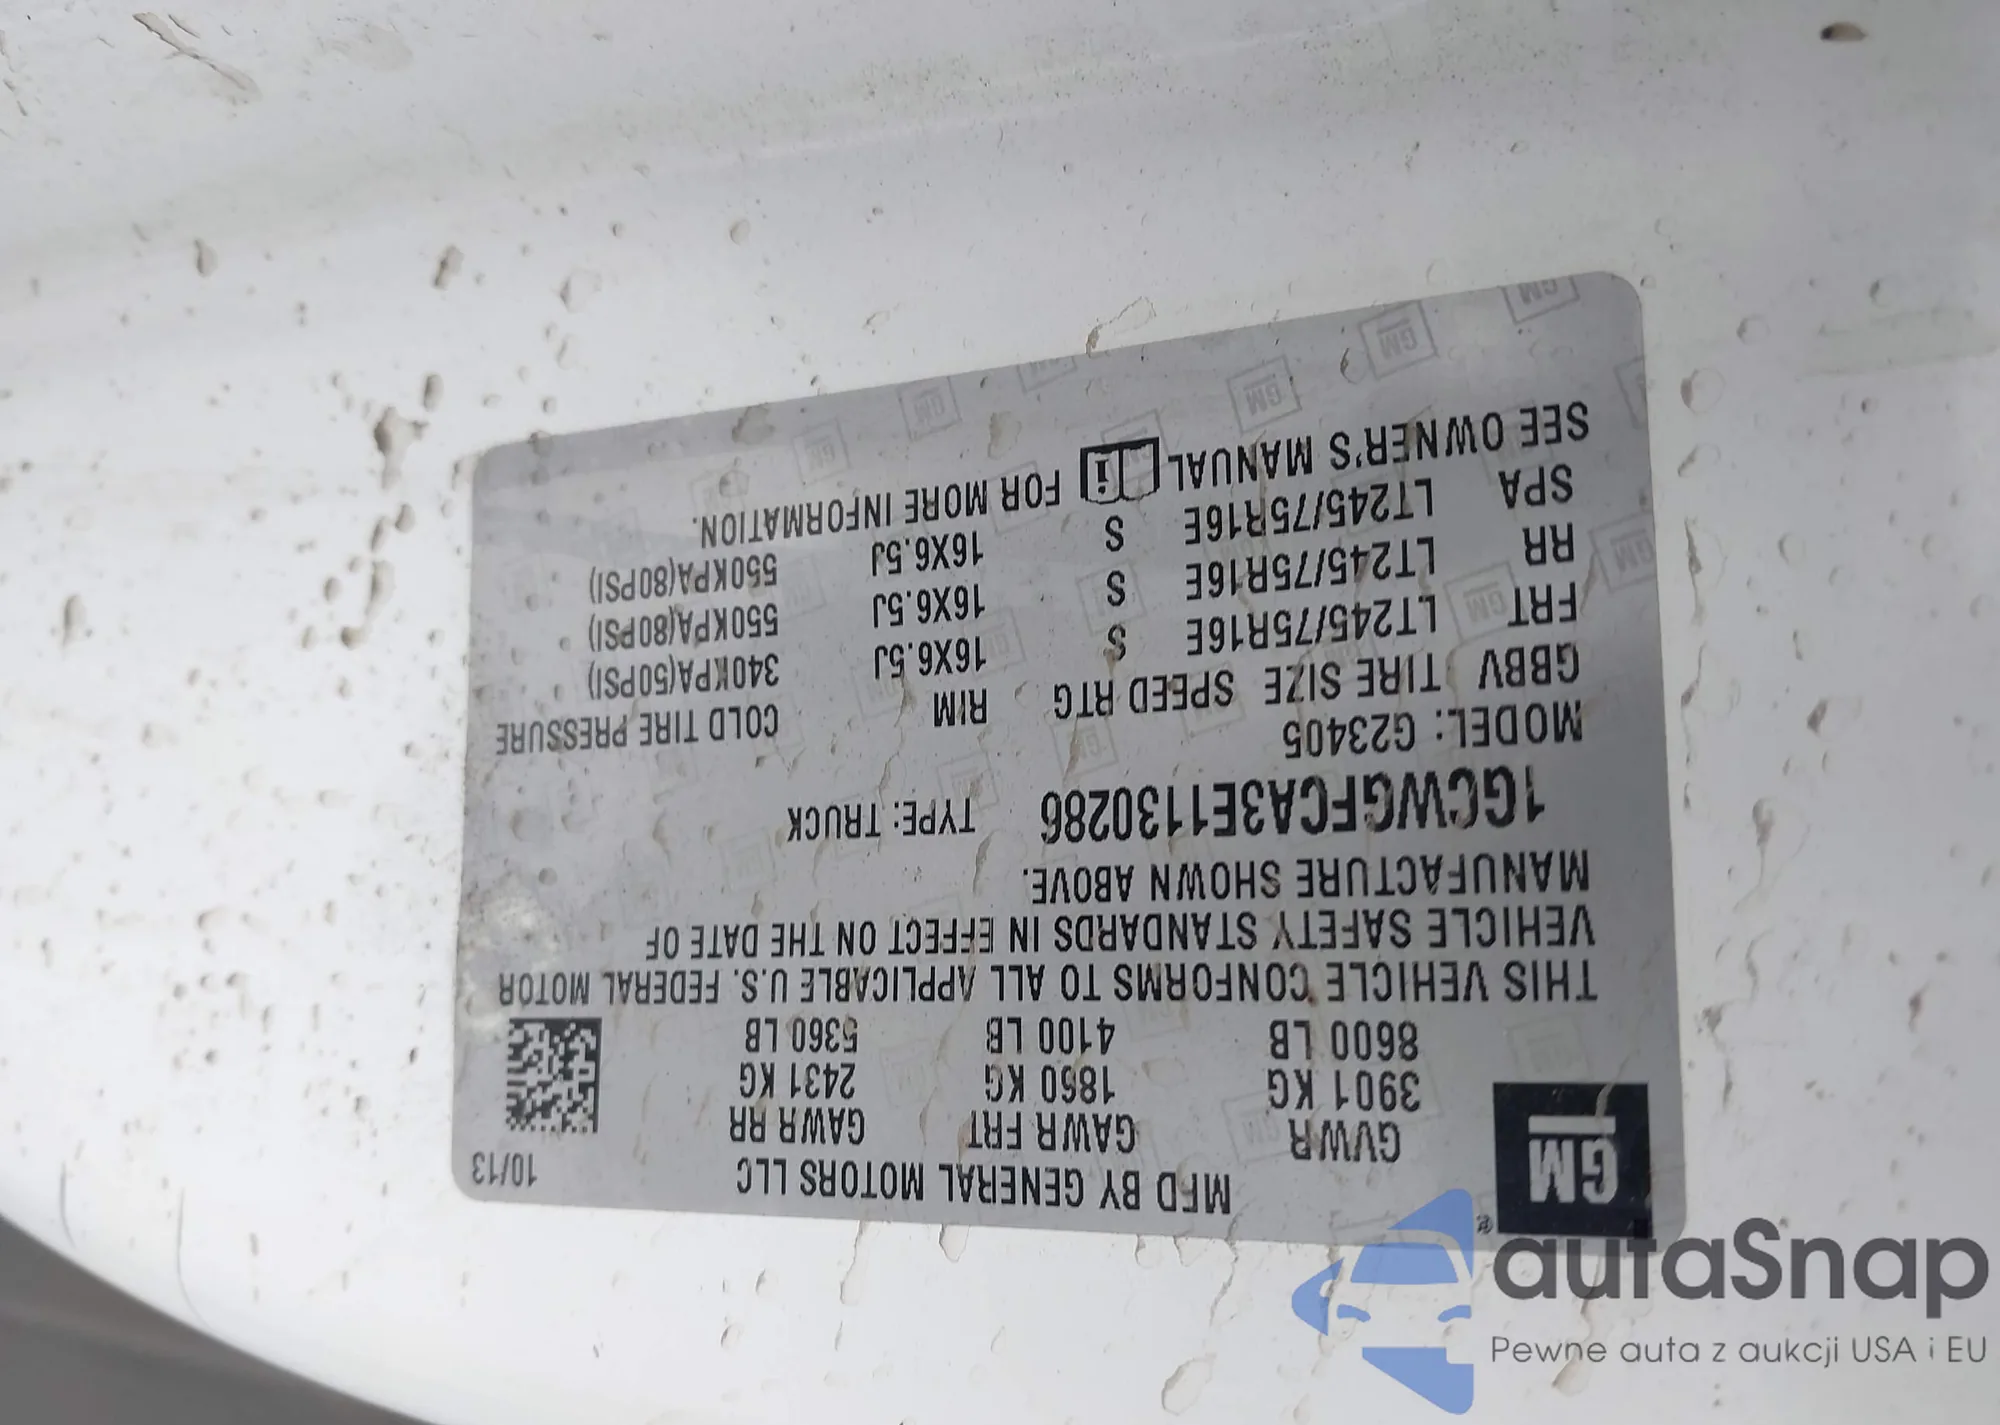 MFD BY GENERAL MOTORS LLC 10/13
GM
®
GVWR GAWR FRT GAWR RR
3901 KG 1860 KG 2431 KG
8600 LB 4100 LB 5360 LB
THIS VEHICLE CONFORMS TO ALL APPLICABLE U.S. FEDERAL MOTOR
VEHICLE SAFETY STANDARDS IN EFFECT ON THE DATE OF
MANUFACTURE SHOWN ABOVE.
1GCWGFCA3E1130286 TYPE: TRUCK
MODEL: G23405
GBBV TIRE SIZE SPEED RTG RIM COLD TIRE PRESSURE
FRT LT245/75R16E S 16X6.5J 340KPA(50PSI)
RR LT245/75R16E S 16X6.5J 550KPA(80PSI)
SPA LT245/75R16E S 16X6.5J 550KPA(80PSI)
SEE OWNER'S MANUAL i FOR MORE INFORMATION.
autaSnap
Pewne auta z aukcji USA i EU